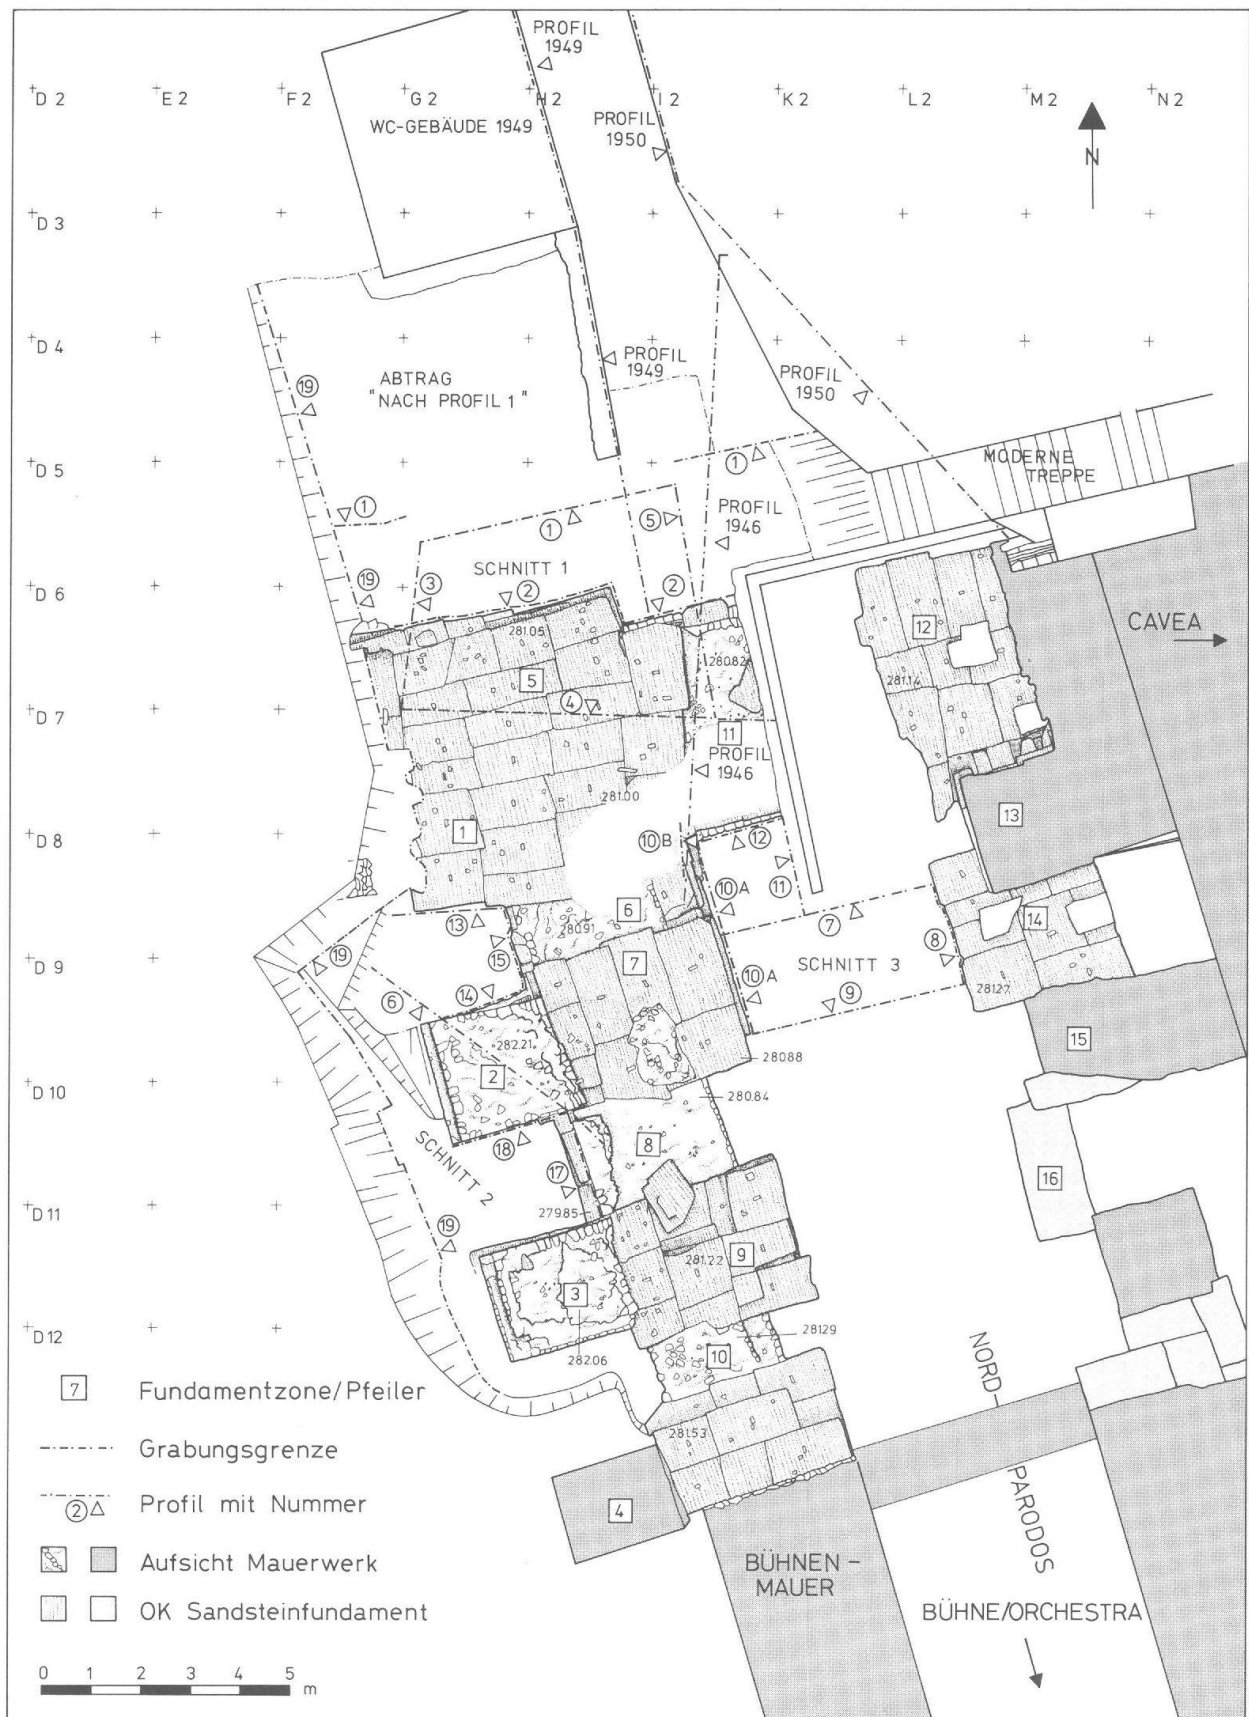 PROFIL
1949
D 2
E 2
F 2
G 2
H 2
I 2
K 2
L 2
M 2
N 2
WC-GEBÄUDE 1949
PROFIL
1950
N
D 3
D 4
PROFIL
1949
ABTRAG
"NACH PROFIL 1"
19
PROFIL
1950
D 5
1
MODERNE
TREPPE
1
1
5
PROFIL
1946
D 6
19
3
SCHNITT 1
2
2
281.05
12
CAVEA
280.82
5
281.14
4
D 7
11
PROFIL
1946
281.00
13
D 8
1
10 B
12
11
10 A
6
14
13
7
280.91
15
8
D 9
19
7
SCHNITT 3
14
10 A
9
281.27
6
282.21
15
280.88
2
D 10
280.84
18
8
SCHNITT 2
17
16
D 11
279.85
19
9
281.22
3
D 12
281.29
10
282.06
NORD-
PARODOS
7 Fundamentzone/Pfeiler
281.53
Grabungsgrenze
2 Profil mit Nummer
4
Aufsicht Mauerwerk
BÜHNEN-
MAUER
OK Sandsteinfundament
BÜHNE/ORCHESTRA
0 1 2 3 4 5
m